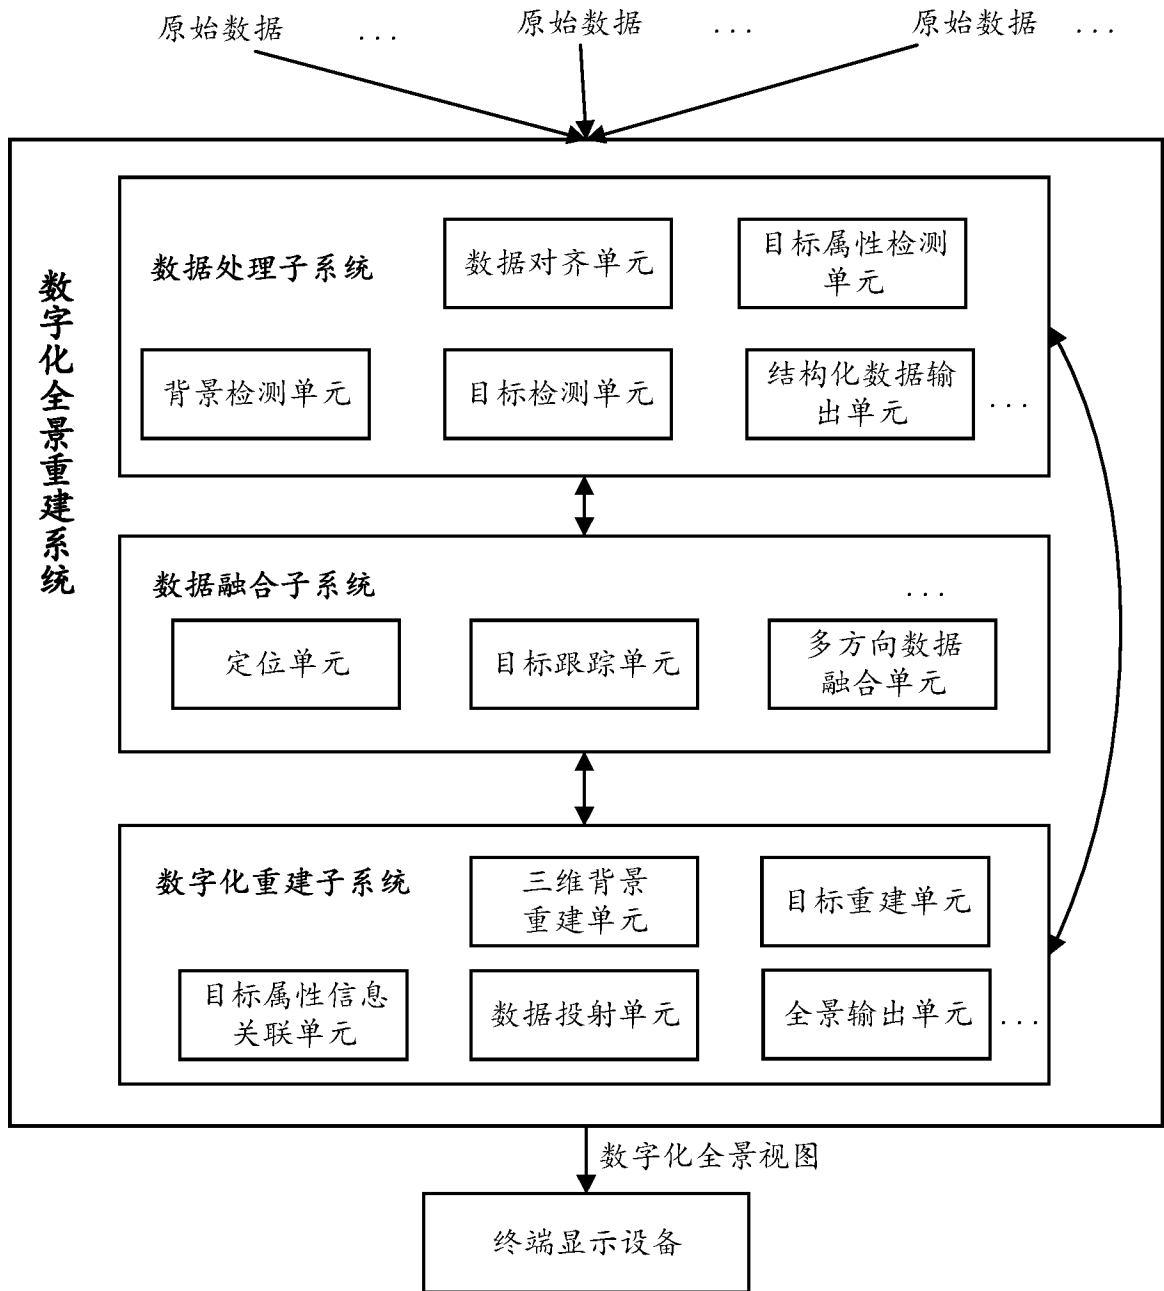 原始数据 ... 原始数据 ... 原始数据 ...
数字化全景重建系统
数据处理子系统
数据对齐单元
目标属性检测
单元
背景检测单元
目标检测单元
结构化数据输
出单元
...
数据融合子系统
...
定位单元
目标跟踪单元
多方向数据
融合单元
数字化重建子系统
三维背景
重建单元
目标重建单元
目标属性信息
关联单元
数据投射单元
全景输出单元
...
数字化全景视图
终端显示设备